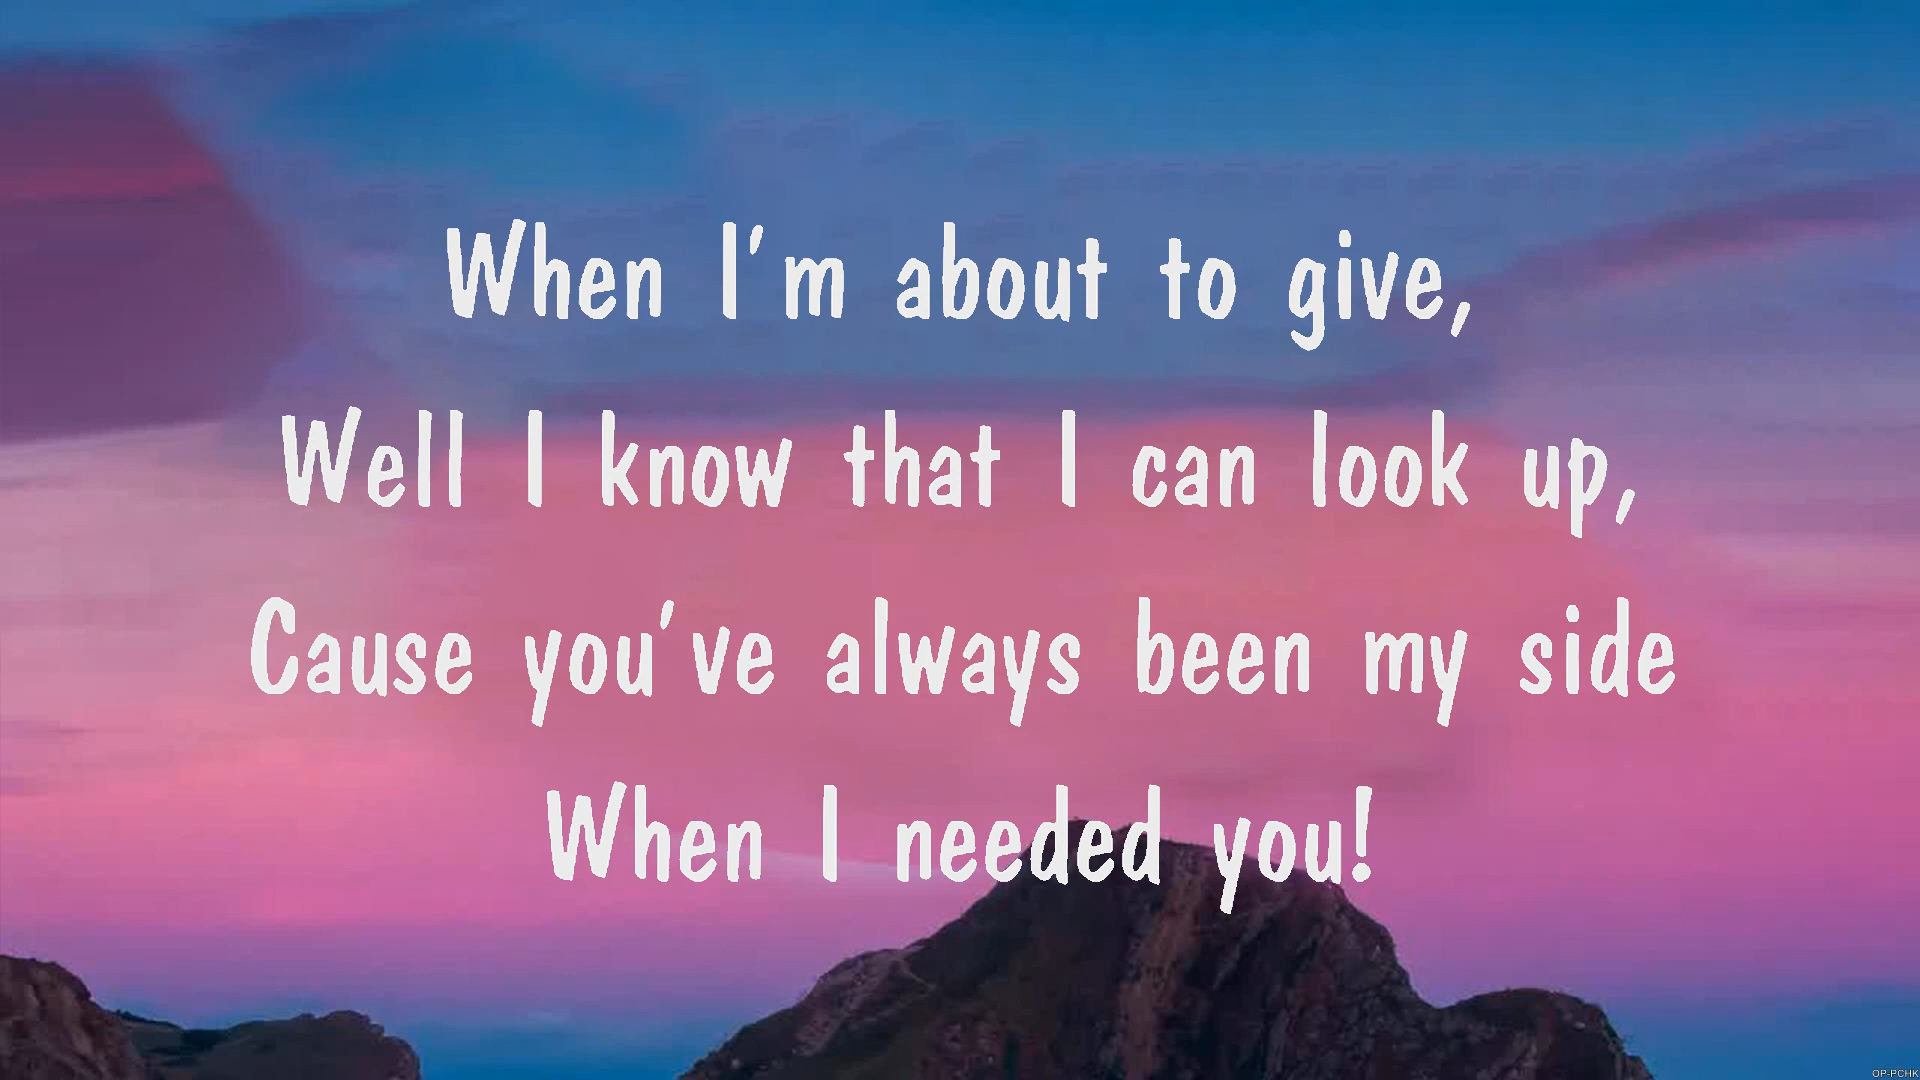 When I'm about to give,
Well I know that I can look up,
Cause you've always been my side
When I needed you!
OP-PCHK